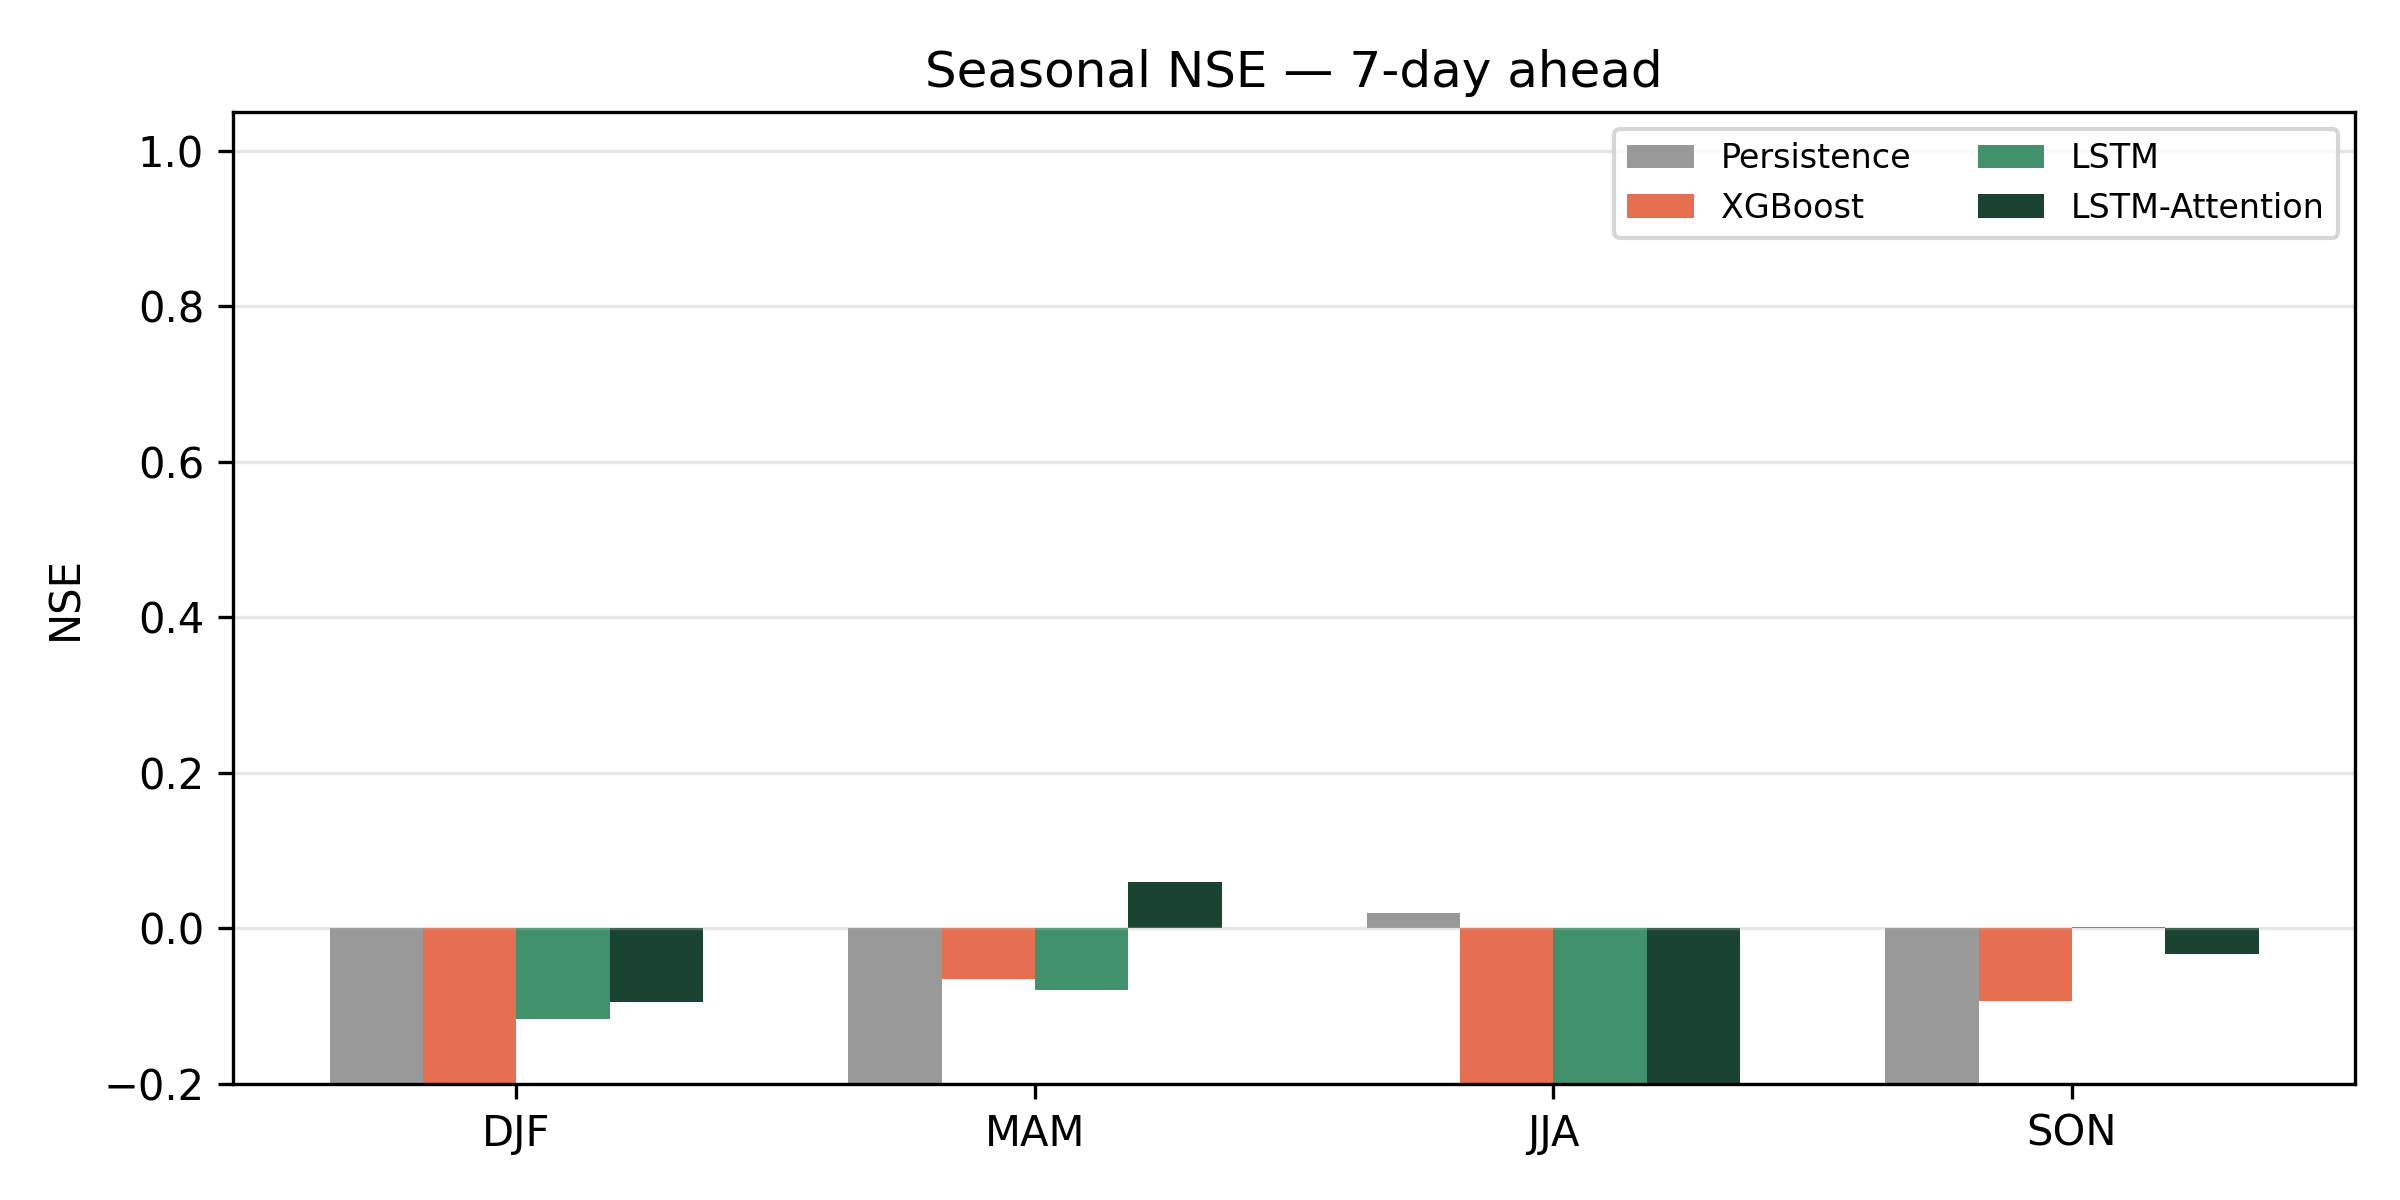 Seasonal NSE — 7-day ahead
Persistence
XGBoost
LSTM
LSTM-Attention
NSE
1.0
0.8
0.6
0.4
0.2
0.0
−0.2
DJF
MAM
JJA
SON